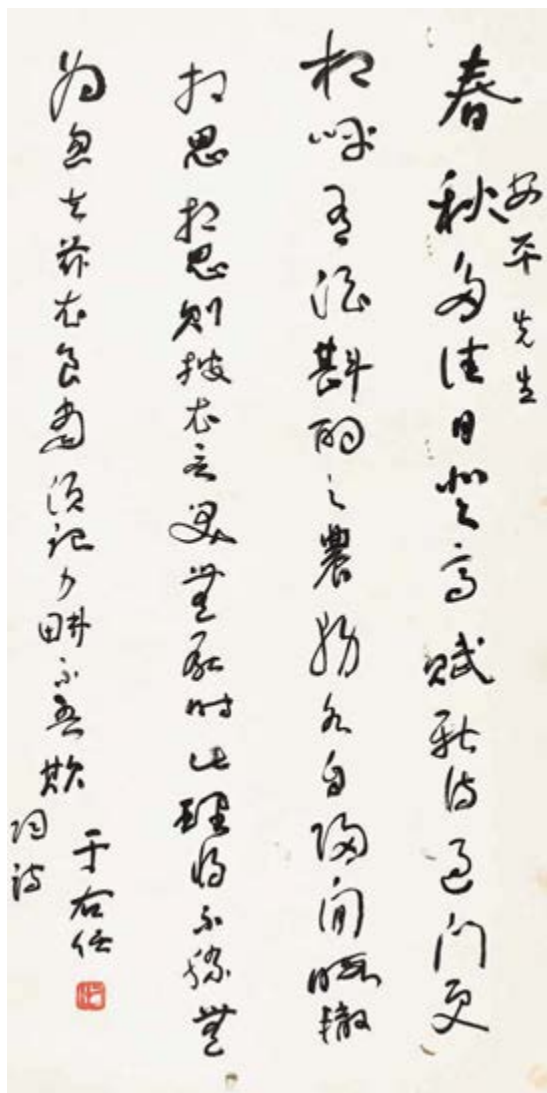 平先生
春秋多佳日登高賦新詩過門更
相呼有酒斟酌之農務各自歸閒暇輒
相思相思則披衣言笑無厭時此理將不勝無
為忽去茲衣食當須記力耕不吾欺
陶詩
于右任